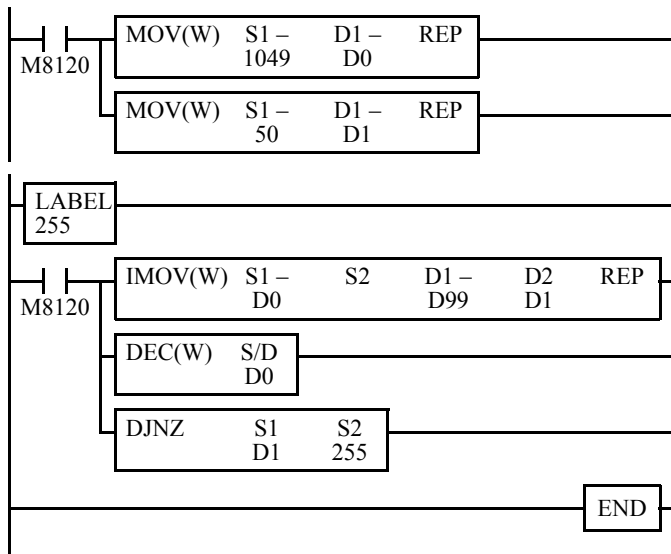 MOV(W) S1 – D1 – REP
1049 D0
M8120
MOV(W) S1 – D1 – REP
50 D1
LABEL
255
IMOV(W) S1 – S2 D1 – D2 REP
D0 D99 D1
M8120
DEC(W) S/D
D0
DJNZ S1 S2
D1 255
END